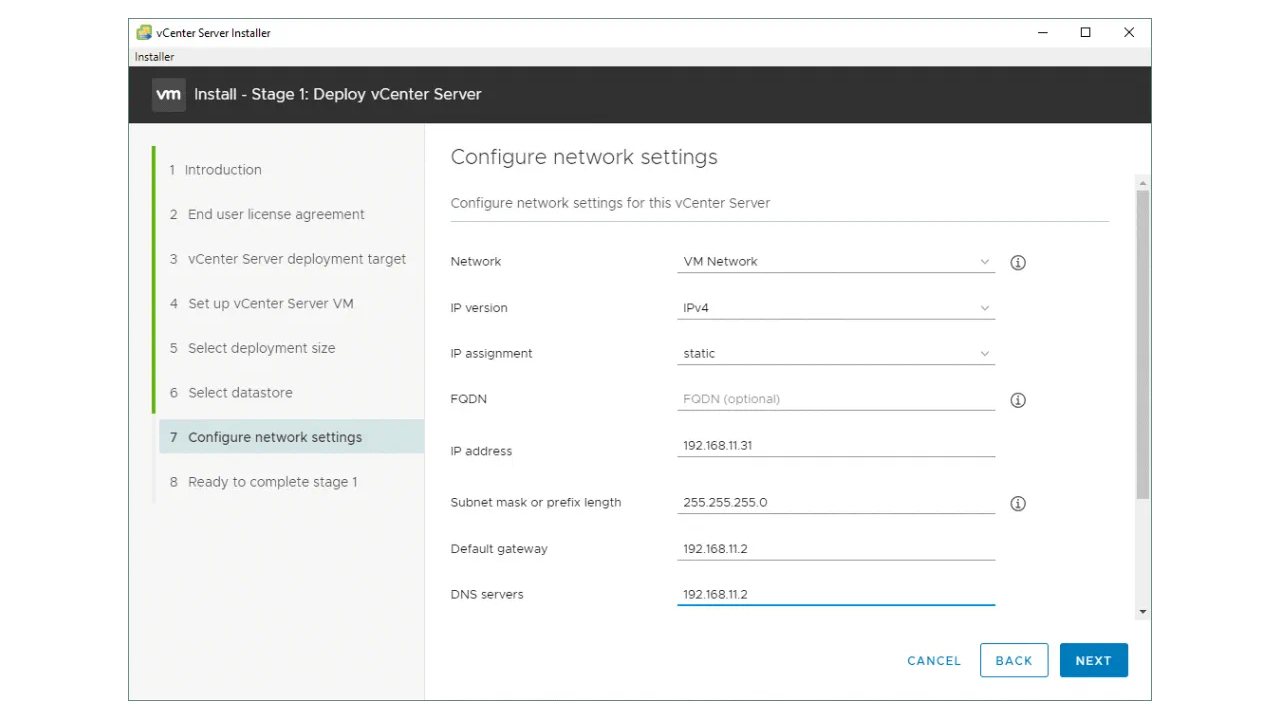 vCenter Server Installer
Installer
vm Install - Stage 1: Deploy vCenter Server
1 Introduction
2 End user license agreement
3 vCenter Server deployment target
4 Set up vCenter Server VM
5 Select deployment size
6 Select datastore
7 Configure network settings
8 Ready to complete stage 1
Configure network settings
Configure network settings for this vCenter Server
Network VM Network
IP version IPv4
IP assignment static
FQDN FQDN (optional)
IP address 192.168.11.31
Subnet mask or prefix length 255.255.255.0
Default gateway 192.168.11.2
DNS servers 192.168.11.2
CANCEL BACK NEXT